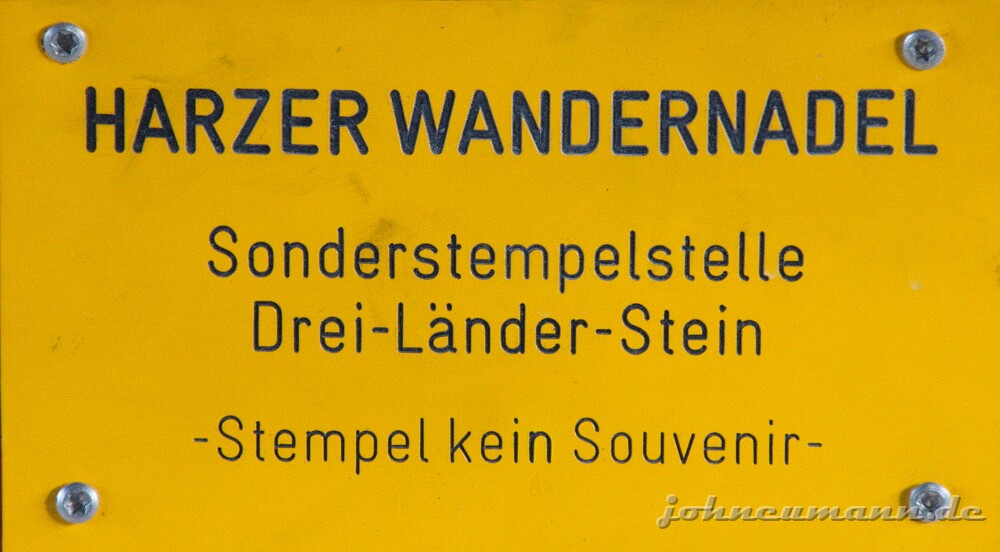 HARZER WANDERNADEL
Sonderstempelstelle
Drei-Länder-Stein
-Stempel kein Souvenir-
johneumann.de